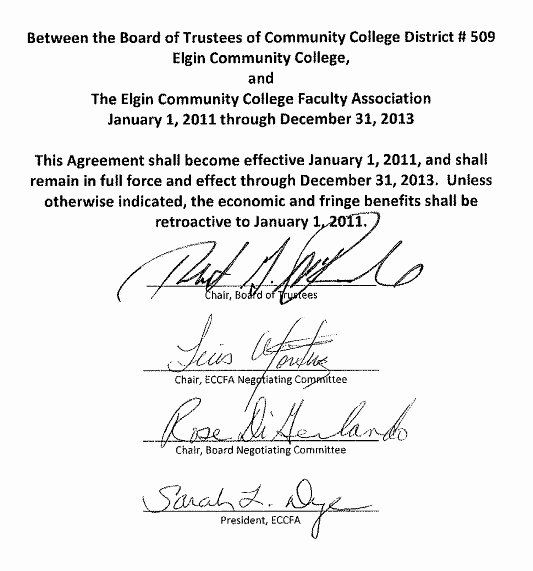 Between the Board of Trustees of Community College District # 509
Elgin Community College,
and
The Elgin Community College Faculty Association
January 1, 2011 through December 31, 2013
This Agreement shall become effective January 1, 2011, and shall
remain in full force and effect through December 31, 2013.  Unless
otherwise indicated, the economic and fringe benefits shall be
retroactive to January 1, 2011.
Chair, Board of Trustees
Chair, ECCFA Negotiating Committee
Rose DiGerlando
Chair, Board Negotiating Committee
Sarah L. Dye
President, ECCFA